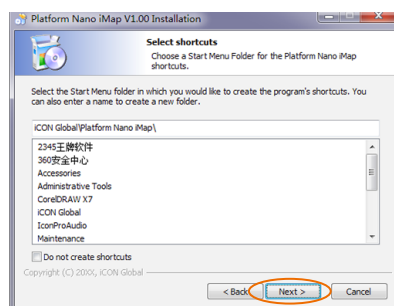 Platform Nano iMap V1.00 Installation
Select shortcuts
Choose a Start Menu Folder for the Platform Nano iMap
shortcuts.
Select the Start Menu folder in which you would like to create the program's shortcuts. You
can also enter a name to create a new folder.
iCON Global\Platform Nano iMap\
2345王牌软件
360安全中心
Accessories
Administrative Tools
CorelDRAW X7
iCON Global
IconProAudio
Maintenance
Do not create shortcuts
Copyright (C) 20XX, iCON Global
< Back Next > Cancel